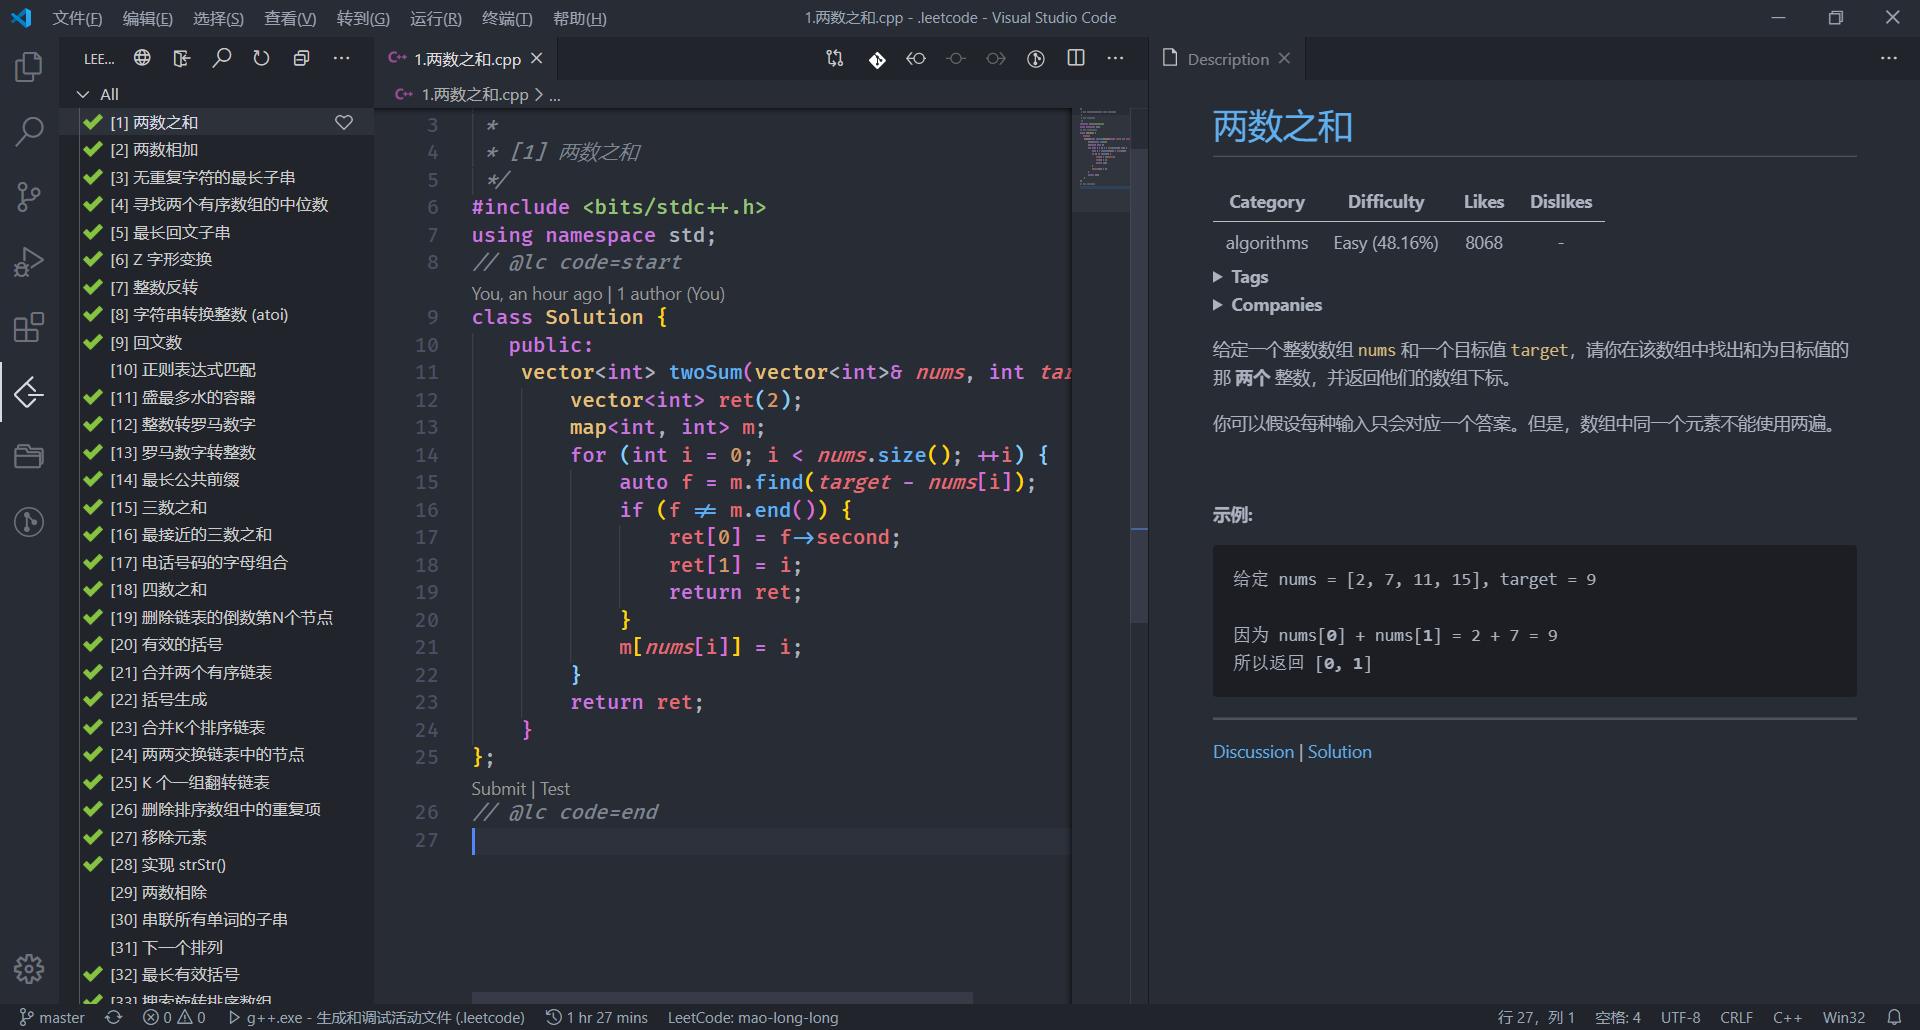 文件(F) 编辑(E) 选择(S) 查看(V) 转到(G) 运行(R) 终端(T) 帮助(H)
1.两数之和.cpp - .leetcode - Visual Studio Code
LEE...
All
[1] 两数之和
[2] 两数相加
[3] 无重复字符的最长子串
[4] 寻找两个有序数组的中位数
[5] 最长回文子串
[6] Z 字形变换
[7] 整数反转
[8] 字符串转换整数 (atoi)
[9] 回文数
[10] 正则表达式匹配
[11] 盛最多水的容器
[12] 整数转罗马数字
[13] 罗马数字转整数
[14] 最长公共前缀
[15] 三数之和
[16] 最接近的三数之和
[17] 电话号码的字母组合
[18] 四数之和
[19] 删除链表的倒数第N个节点
[20] 有效的括号
[21] 合并两个有序链表
[22] 括号生成
[23] 合并K个排序链表
[24] 两两交换链表中的节点
[25] K 个一组翻转链表
[26] 删除排序数组中的重复项
[27] 移除元素
[28] 实现 strStr()
[29] 两数相除
[30] 串联所有单词的子串
[31] 下一个排列
[32] 最长有效括号
[33] 搜索旋转排序数组
C++ 1.两数之和.cpp
C++ 1.两数之和.cpp > ...
3 *
4 * [1] 两数之和
5 */
6 #include <bits/stdc++.h>
7 using namespace std;
8 // @lc code=start
You, an hour ago | 1 author (You)
9 class Solution {
10 public:
11 vector<int> twoSum(vector<int>& nums, int tar
12 vector<int> ret(2);
13 map<int, int> m;
14 for (int i = 0; i < nums.size(); ++i) {
15 auto f = m.find(target - nums[i]);
16 if (f != m.end()) {
17 ret[0] = f->second;
18 ret[1] = i;
19 return ret;
20 }
21 m[nums[i]] = i;
22 }
23 return ret;
24 }
25 };
Submit | Test
26 // @lc code=end
27
Description
两数之和
Category Difficulty Likes Dislikes
algorithms Easy (48.16%) 8068 -
Tags
Companies
给定一个整数数组 nums 和一个目标值 target，请你在该数组中找出和为目标值的
那 两个 整数，并返回他们的数组下标。
你可以假设每种输入只会对应一个答案。但是，数组中同一个元素不能使用两遍。
示例:
给定 nums = [2, 7, 11, 15], target = 9
因为 nums[0] + nums[1] = 2 + 7 = 9
所以返回 [0, 1]
Discussion | Solution
master 0 0 g++.exe - 生成和调试活动文件 (.leetcode) 1 hr 27 mins LeetCode: mao-long-long 行 27，列 1 空格: 4 UTF-8 CRLF C++ Win32